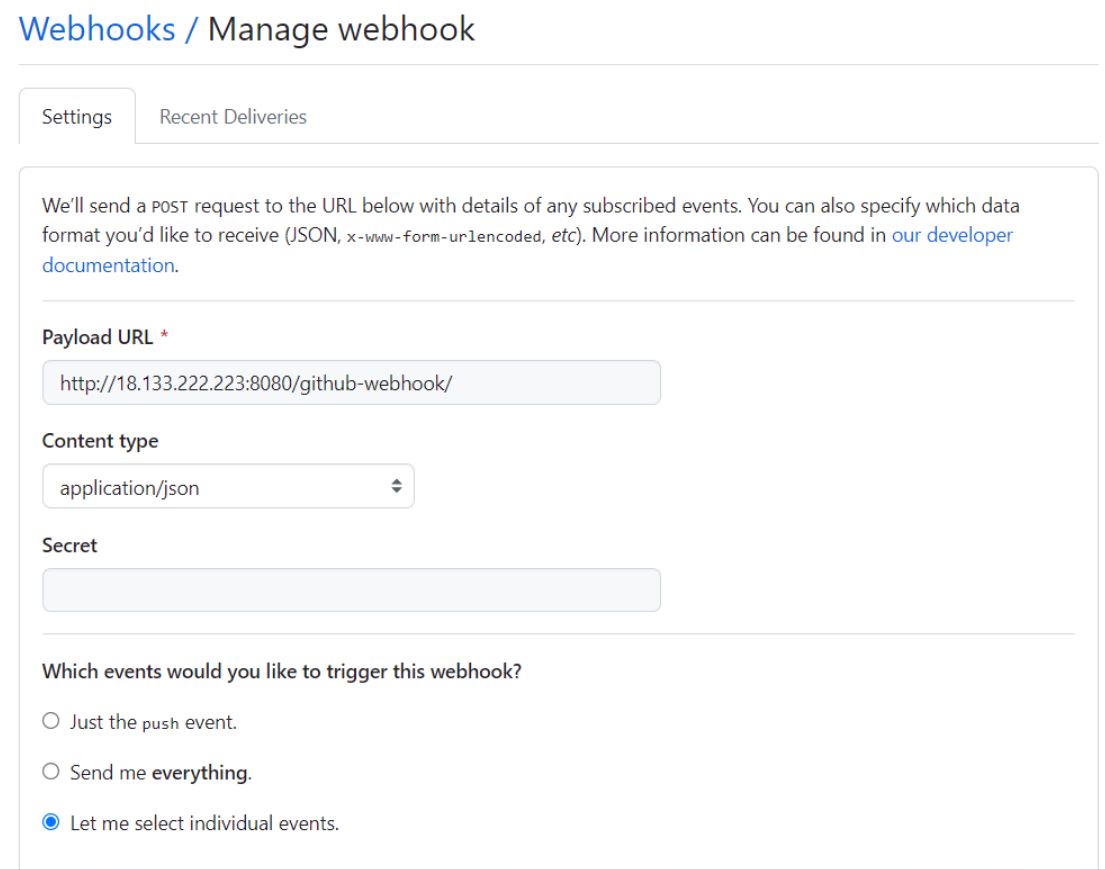 Webhooks / Manage webhook
Settings
Recent Deliveries
We’ll send a POST request to the URL below with details of any subscribed events. You can also specify which data
format you’d like to receive (JSON, x-www-form-urlencoded, etc). More information can be found in our developer
documentation.
Payload URL *
http://18.133.222.223:8080/github-webhook/
Content type
application/json
Secret
Which events would you like to trigger this webhook?
Just the push event.
Send me everything.
Let me select individual events.